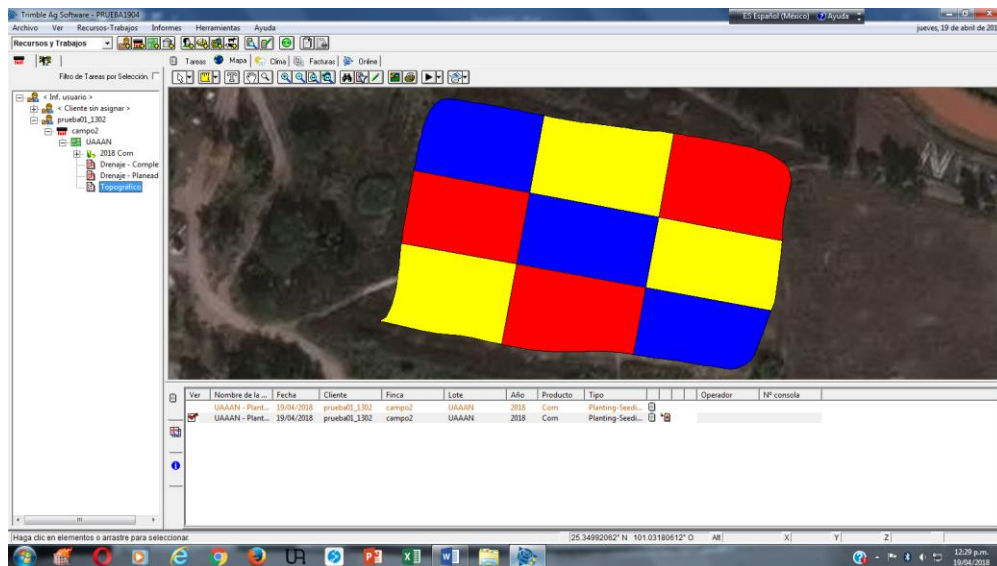 Trimble Ag Software - PRUEBA1904
ES Español (México) Ayuda
Archivo Ver Recursos-Trabajos Informes Herramientas Ayuda
jueves, 19 de abril de 201
Recursos y Trabajos
Tareas Mapa Clima Facturas Online
Filto de Tareas por Selección:
< Inf. usuario >
< Cliente sin asignar >
prueba01_1302
campo2
UAAAN
2018 Corn
Drenaje - Comple
Drenaje - Planead
Topográfico
Ver Nombre de la ... Fecha Cliente Finca Lote Año Producto Tipo Operador Nº consola
UAAAN - Plant... 19/04/2018 prueba01_1302 campo2 UAAAN 2018 Corn Planting-Seedi...
UAAAN - Plant... 19/04/2018 prueba01_1302 campo2 UAAAN 2018 Corn Planting-Seedi...
Haga clic en elementos o arrastre para seleccionar.
25.34992062° N 101.03180612° O Alt X Y Z
12:29 p.m.
19/04/2018